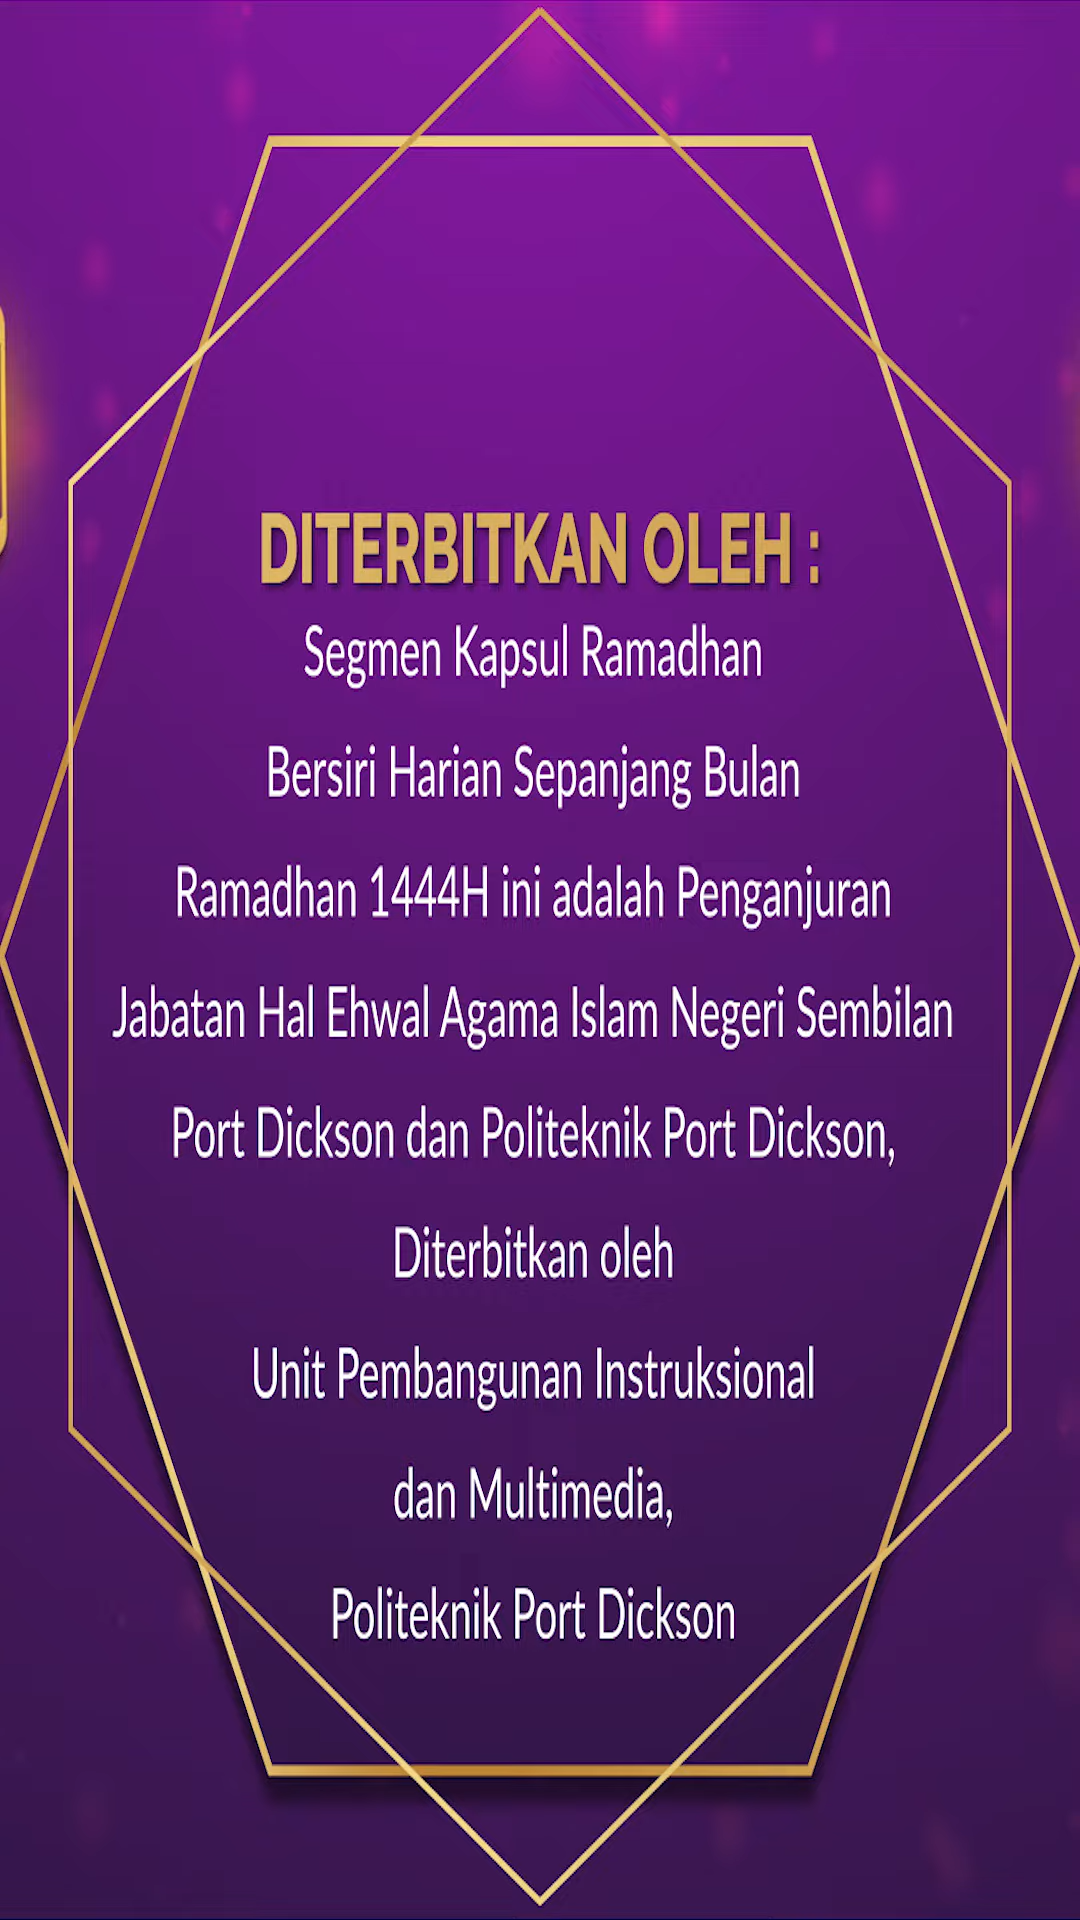 DITERBITKAN OLEH :
Segmen Kapsul Ramadhan
Bersiri Harian Sepanjang Bulan
Ramadhan 1444H ini adalah Penganjuran
Jabatan Hal Ehwal Agama Islam Negeri Sembilan
Port Dickson dan Politeknik Port Dickson,
Diterbitkan oleh
Unit Pembangunan Instruksional
dan Multimedia,
Politeknik Port Dickson